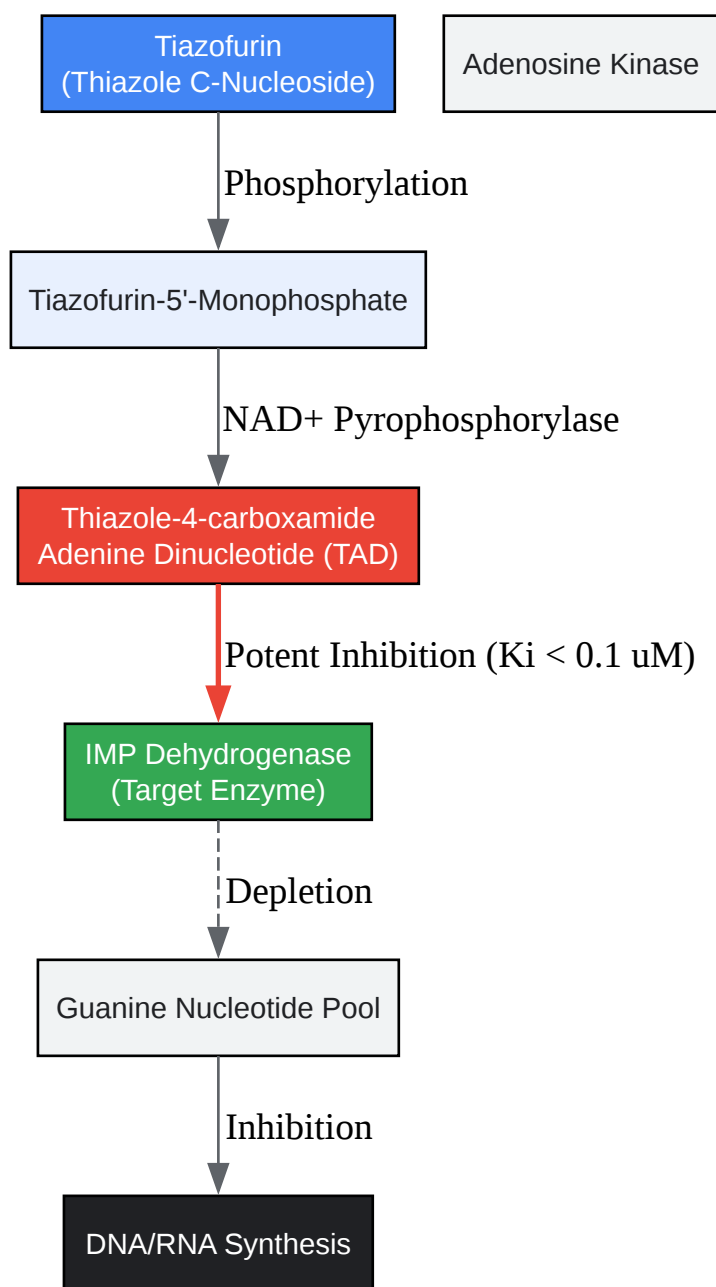 Tiazofurin
(Thiazole C-Nucleoside)
Adenosine Kinase
Phosphorylation
Tiazofurin-5'-Monophosphate
NAD+ Pyrophosphorylase
Thiazole-4-carboxamide
Adenine Dinucleotide (TAD)
Potent Inhibition (Ki < 0.1 uM)
IMP Dehydrogenase
(Target Enzyme)
Depletion
Guanine Nucleotide Pool
Inhibition
DNA/RNA Synthesis